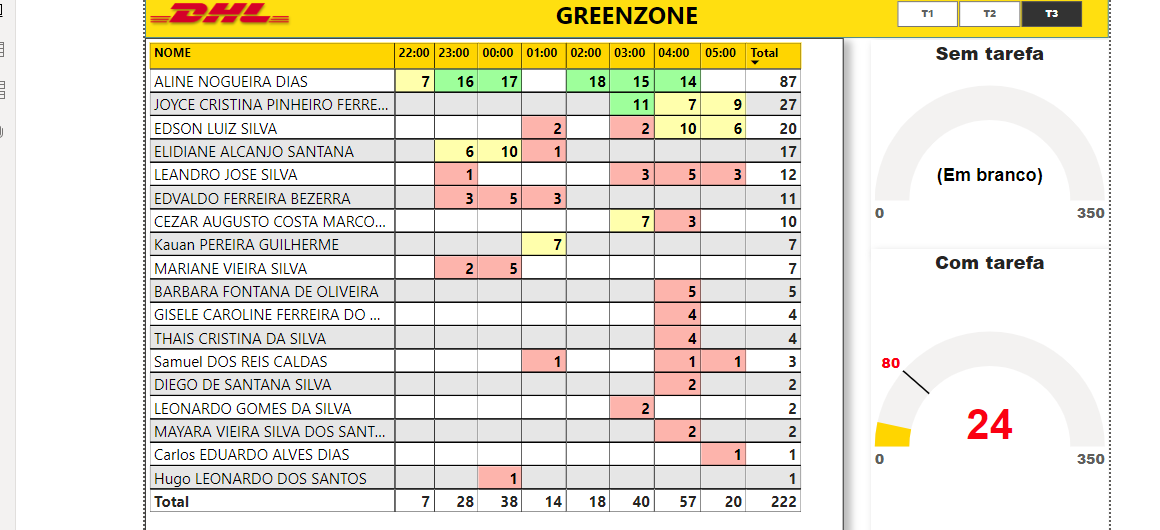 DHL
GREENZONE
T1 T2 T3
NOME 22:00 23:00 00:00 01:00 02:00 03:00 04:00 05:00 Total
ALINE NOGUEIRA DIAS 7 16 17 18 15 14 87
JOYCE CRISTINA PINHEIRO FERRE... 11 7 9 27
EDSON LUIZ SILVA 2 2 10 6 20
ELIDIANE ALCANJO SANTANA 6 10 1 17
LEANDRO JOSE SILVA 1 3 5 3 12
EDVALDO FERREIRA BEZERRA 3 5 3 11
CEZAR AUGUSTO COSTA MARCO... 7 3 10
Kauan PEREIRA GUILHERME 7 7
MARIANE VIEIRA SILVA 2 5 7
BARBARA FONTANA DE OLIVEIRA 5 5
GISELE CAROLINE FERREIRA DO ... 4 4
THAIS CRISTINA DA SILVA 4 4
Samuel DOS REIS CALDAS 1 1 1 3
DIEGO DE SANTANA SILVA 2 2
LEONARDO GOMES DA SILVA 2 2
MAYARA VIEIRA SILVA DOS SANT... 2 2
Carlos EDUARDO ALVES DIAS 1 1
Hugo LEONARDO DOS SANTOS 1 1
Total 7 28 38 14 18 40 57 20 222
Sem tarefa
(Em branco)
0 350
Com tarefa
80
24
0 350